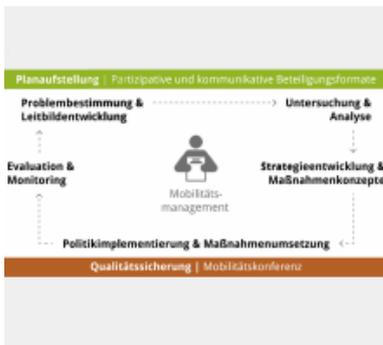 Planaufstellung | Partizipative und kommunikative Beteiligungsformate
Problembestimmung &
Leitbildentwicklung
Untersuchung &
Analyse
Evaluation &
Monitoring
Strategieentwicklung &
Maßnahmenkonzepte
Mobilitäts-
management
Politikimplementierung & Maßnahmenumsetzung
Qualitätssicherung | Mobilitätskonferenz